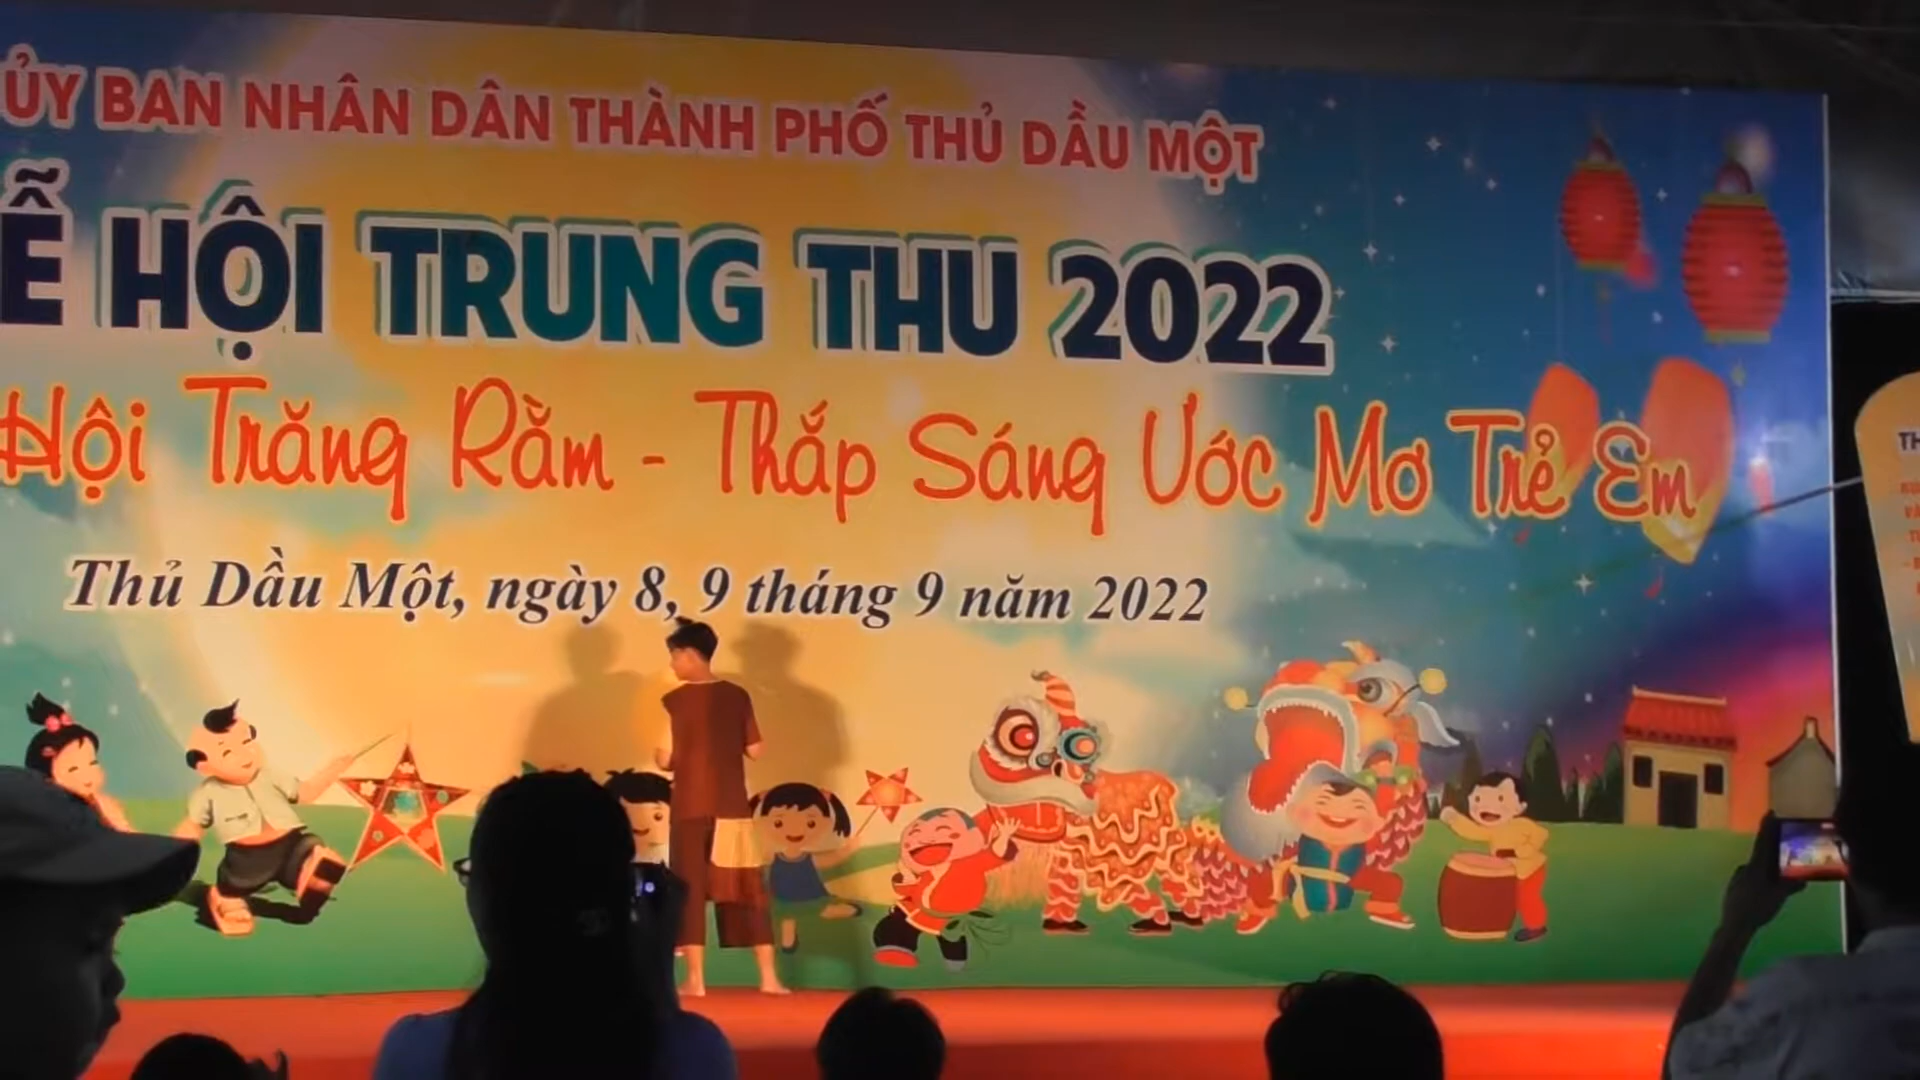 ỦY BAN NHÂN DÂN THÀNH PHỐ THỦ DẦU MỘT
Ễ HỘI TRUNG THU 2022
Hội Trăng Rằm - Thắp Sáng Ước Mơ Trẻ Em
Thủ Dầu Một, ngày 8, 9 tháng 9 năm 2022
TH